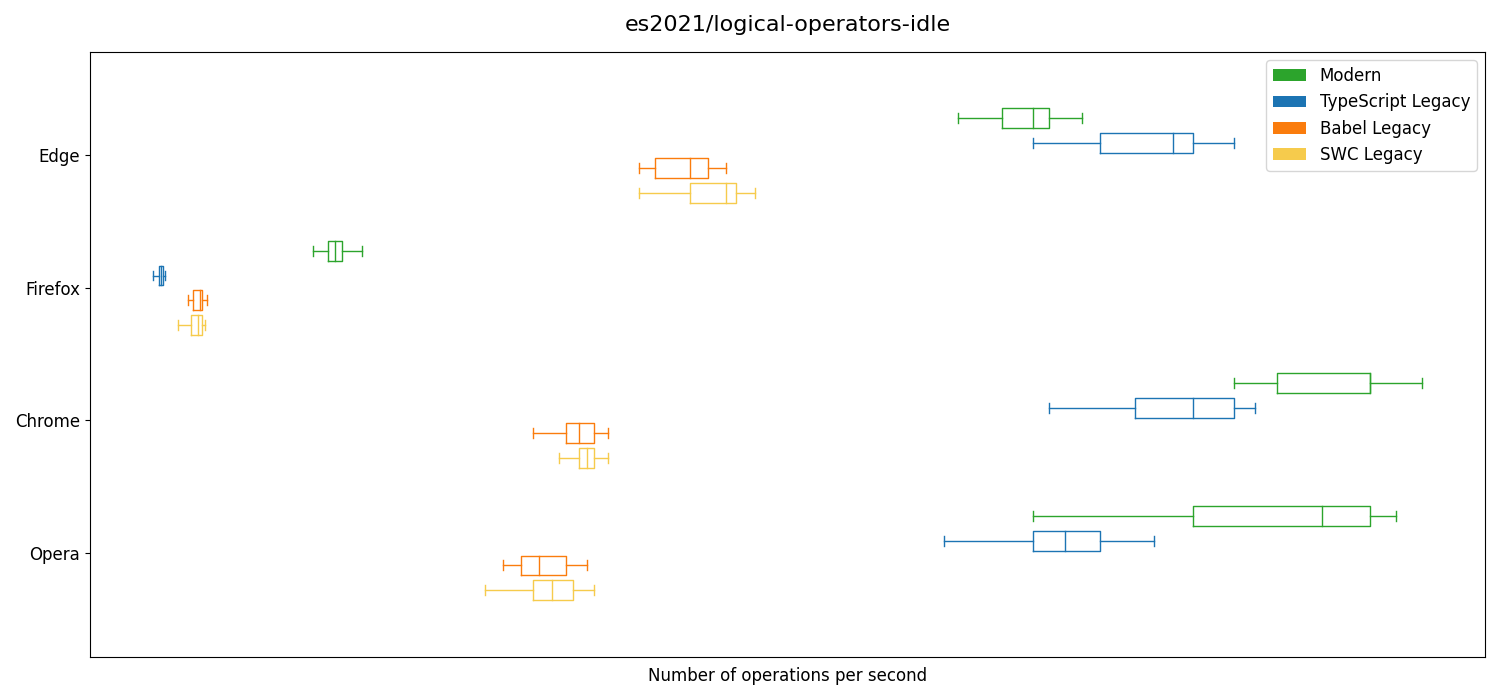 es2021/logical-operators-idle
Modern
TypeScript Legacy
Babel Legacy
SWC Legacy
Edge
Firefox
Chrome
Opera
Number of operations per second